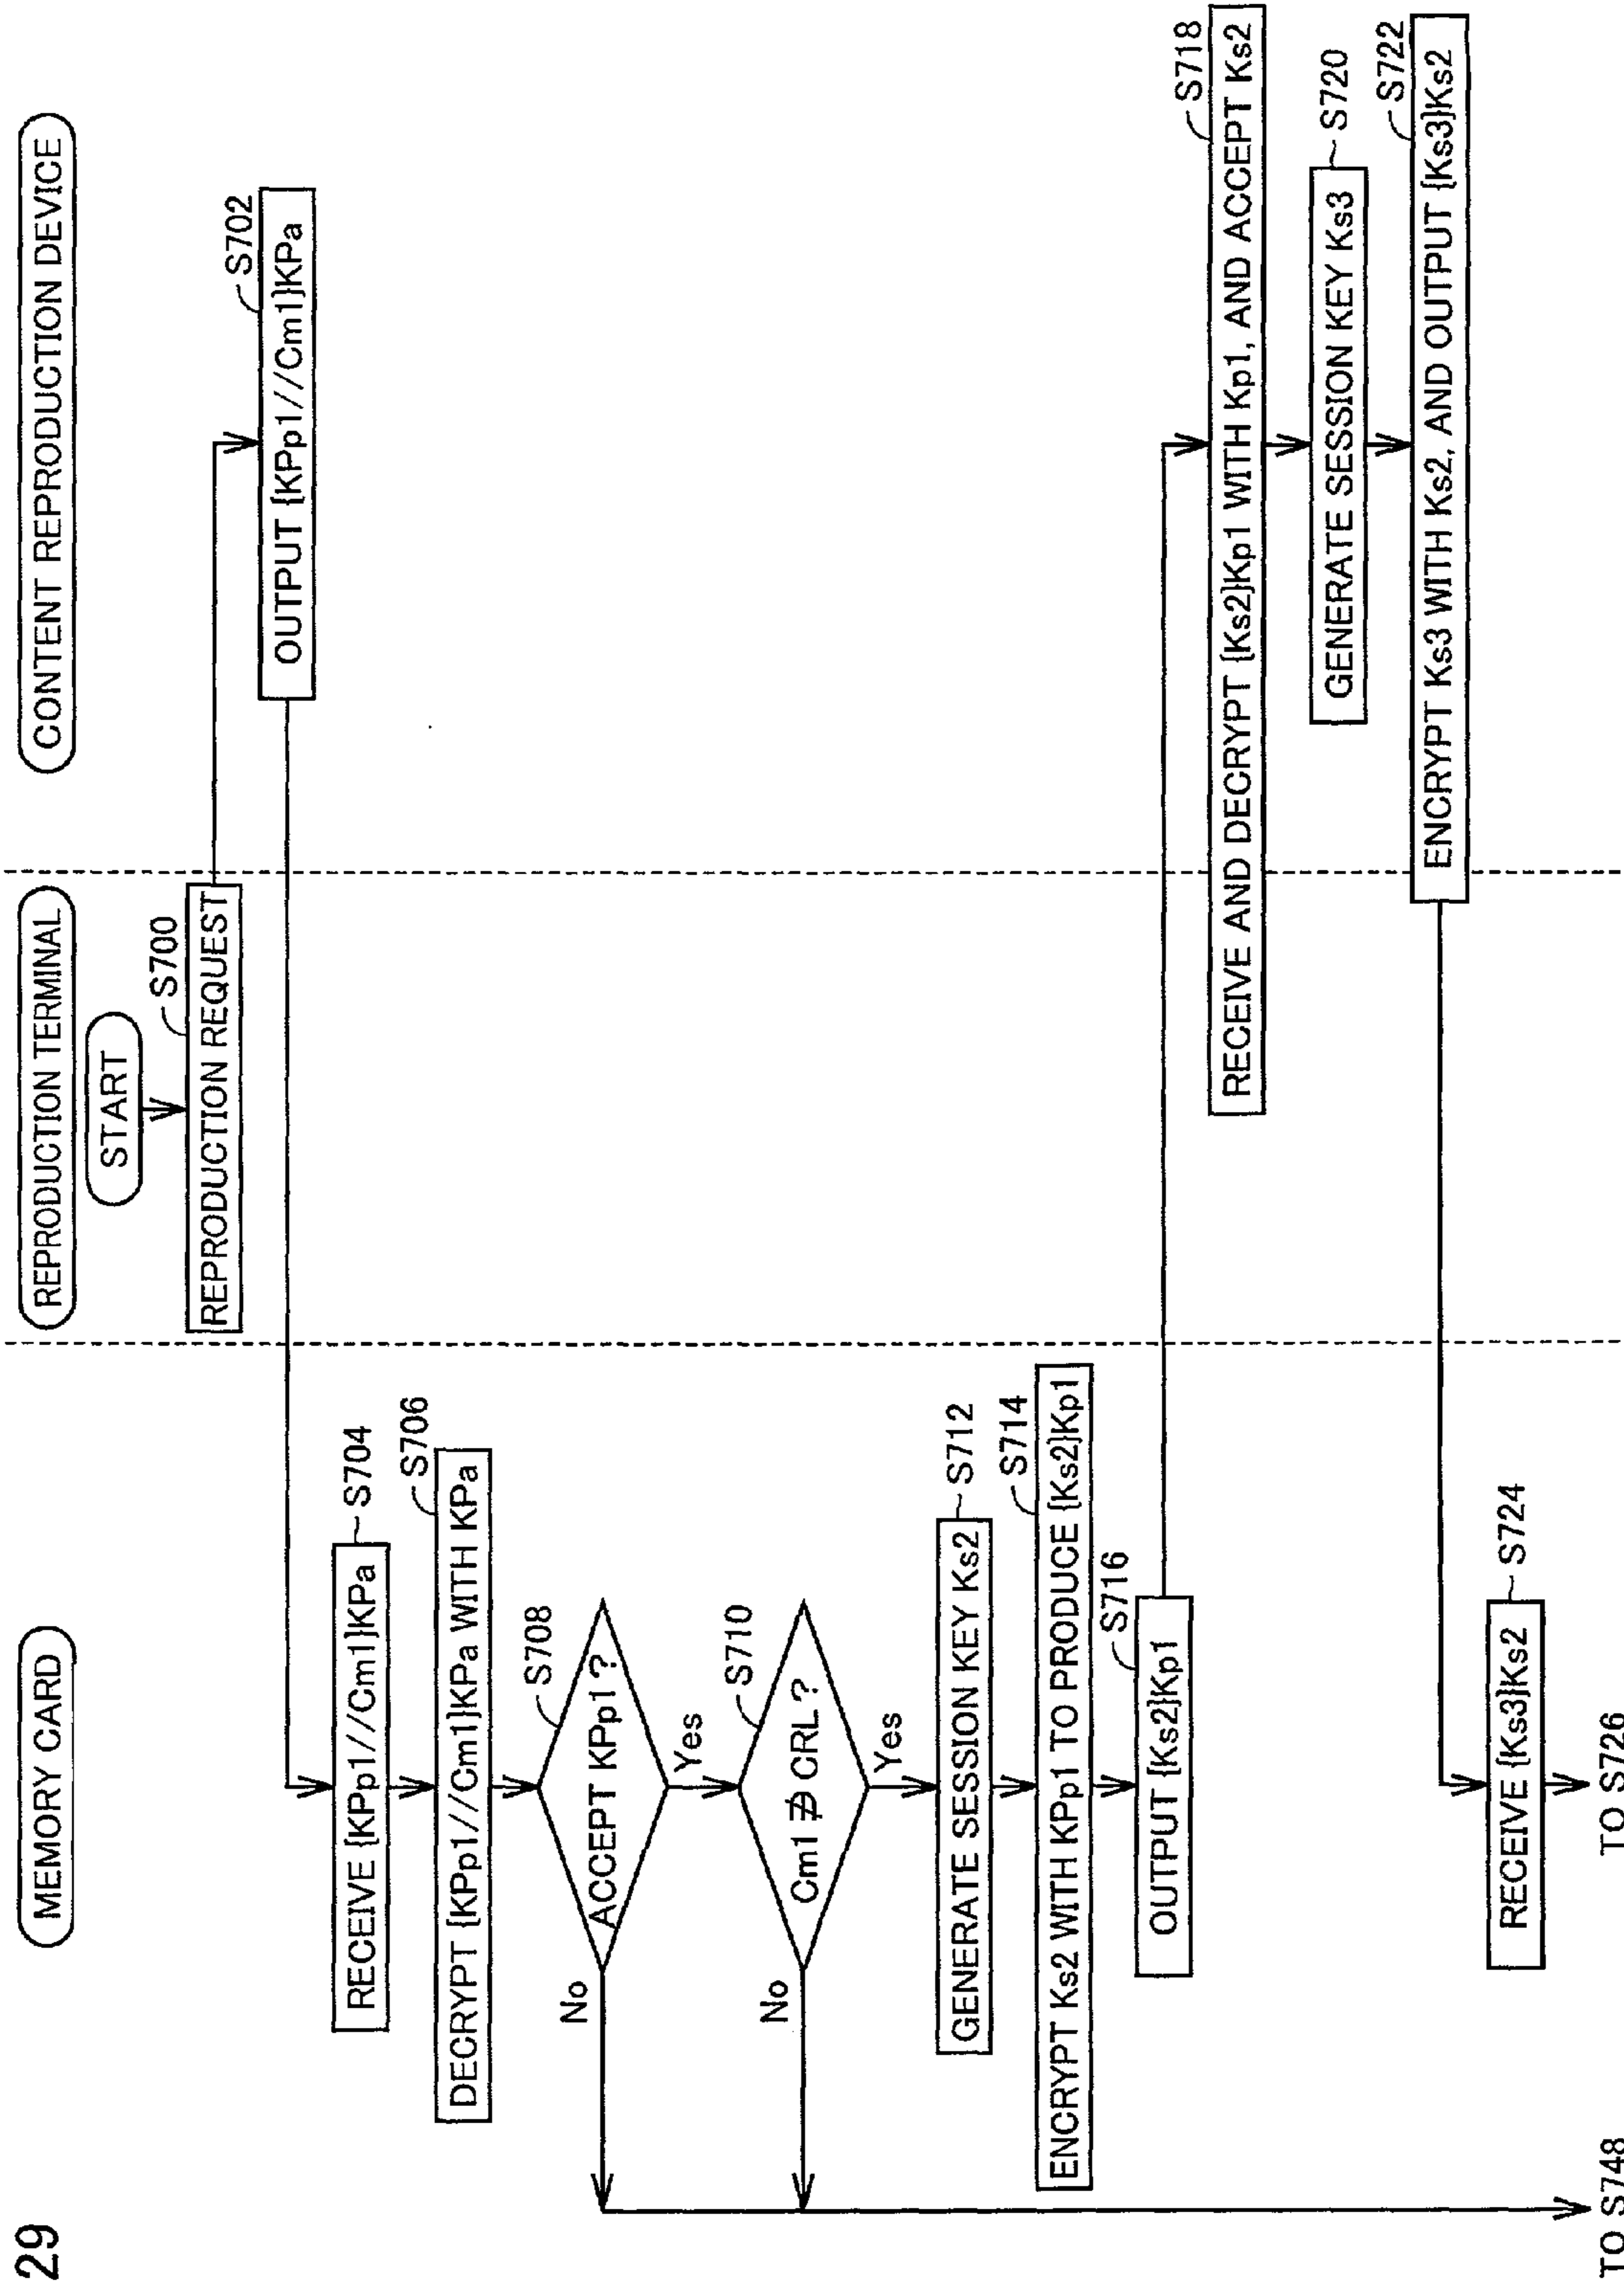 29
MEMORY CARD
REPRODUCTION TERMINAL
CONTENT REPRODUCTION DEVICE
START
S700
REPRODUCTION REQUEST
S702
OUTPUT {KPp1//Cm1}KPa
S704
RECEIVE {KPp1//Cm1}KPa
S706
DECRYPT {KPp1//Cm1}KPa WITH KPa
S708
ACCEPT KPp1 ?
No
Yes
S710
Cm1 ∌ CRL ?
No
Yes
S712
GENERATE SESSION KEY Ks2
S714
ENCRYPT Ks2 WITH KPp1 TO PRODUCE {Ks2}Kp1
S716
OUTPUT {Ks2}Kp1
S718
RECEIVE AND DECRYPT {Ks2}Kp1 WITH Kp1, AND ACCEPT Ks2
S720
GENERATE SESSION KEY Ks3
S722
ENCRYPT Ks3 WITH Ks2, AND OUTPUT {Ks3}Ks2
S724
RECEIVE {Ks3}Ks2
TO S748
TO S726